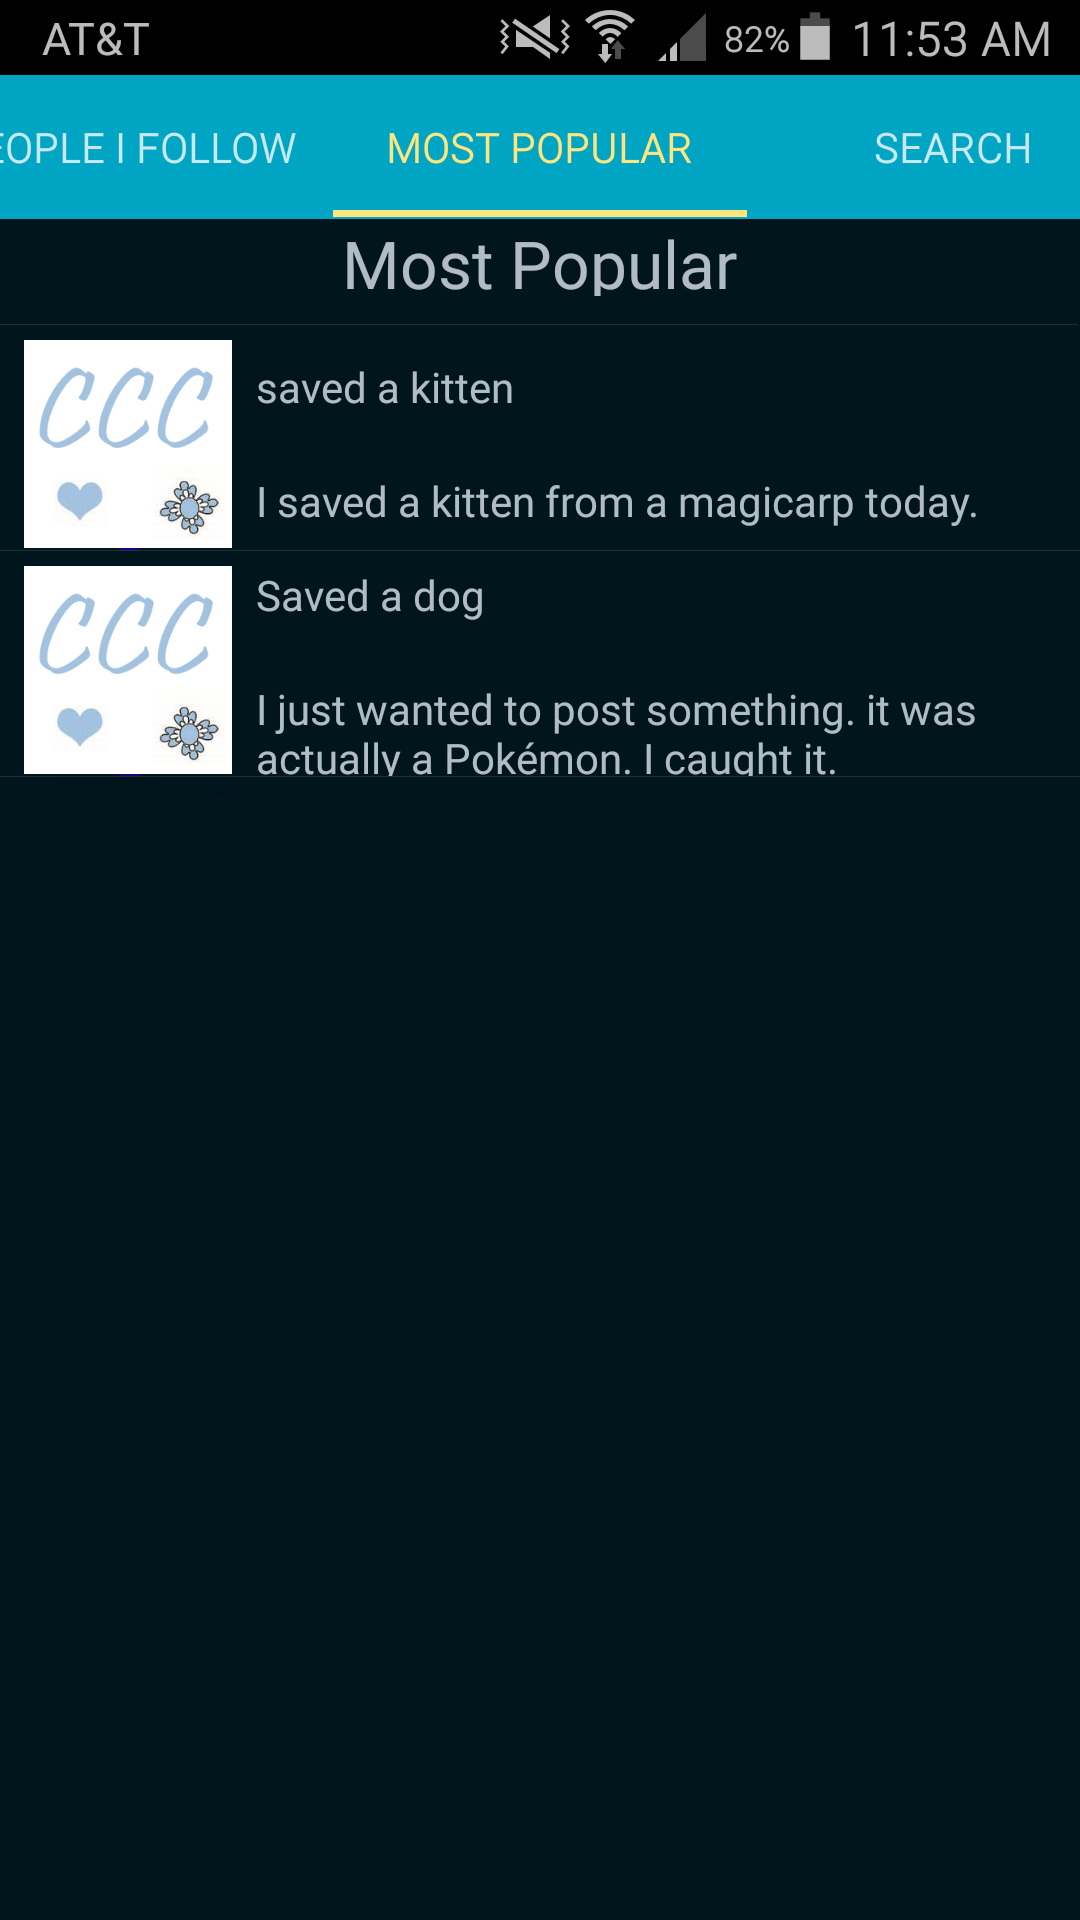 AT&T 82% 11:53 AM
EOPLE I FOLLOW MOST POPULAR SEARCH
Most Popular
CCC
saved a kitten
I saved a kitten from a magicarp today.
CCC
Saved a dog
I just wanted to post something. it was
actually a Pokémon. I caught it.